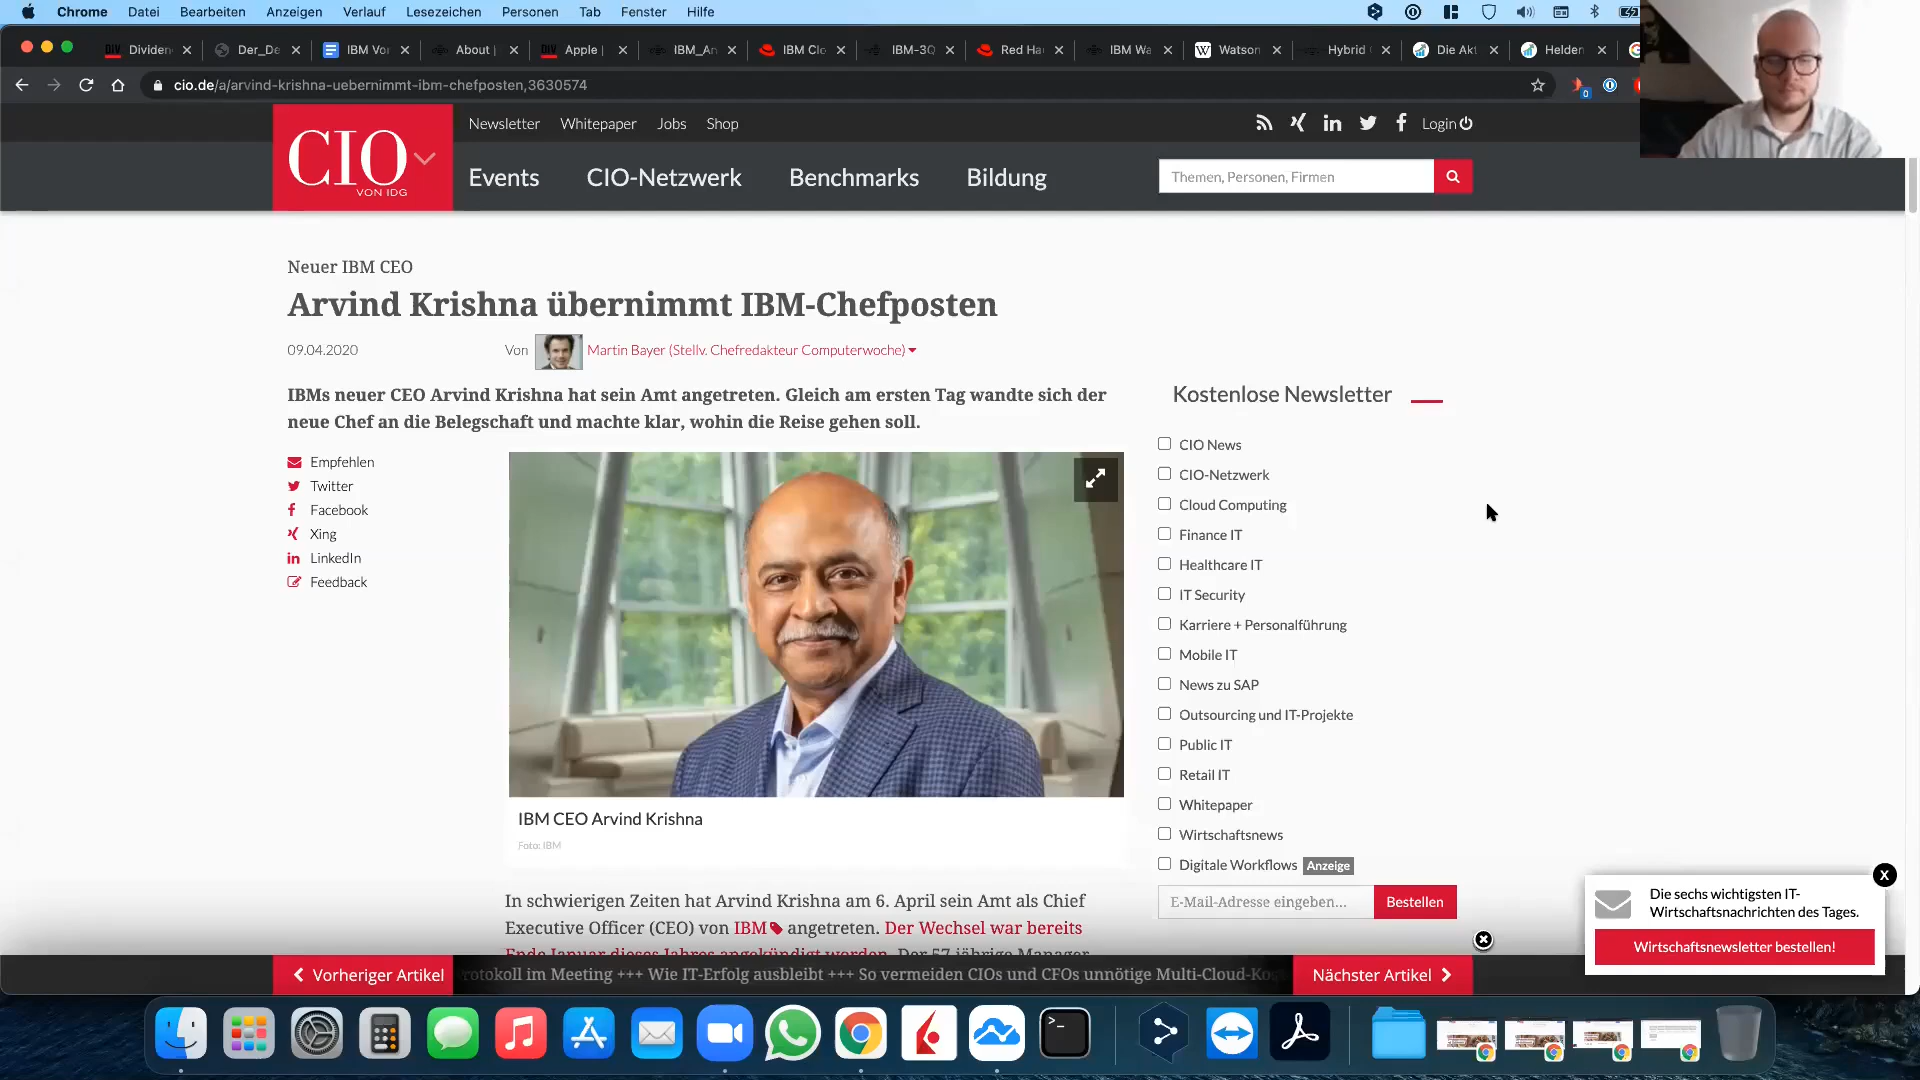 Chrome Datei Bearbeiten Anzeigen Verlauf Lesezeichen Personen Tab Fenster Hilfe
Dividen Der_De IBM Vor About | Apple | IBM_An IBM Clo IBM-3Q Red Ha IBM Wa Watson Hybrid Die Akt Helden
cio.de/a/arvind-krishna-uebernimmt-ibm-chefposten,3630574
0
CIO
VON IDG
Newsletter Whitepaper Jobs Shop
Login
Events CIO-Netzwerk Benchmarks Bildung
Themen, Personen, Firmen
Neuer IBM CEO
Arvind Krishna übernimmt IBM-Chefposten
09.04.2020 Von Martin Bayer (Stellv. Chefredakteur Computerwoche)
IBMs neuer CEO Arvind Krishna hat sein Amt angetreten. Gleich am ersten Tag wandte sich der
neue Chef an die Belegschaft und machte klar, wohin die Reise gehen soll.
Empfehlen
Twitter
Facebook
Xing
LinkedIn
Feedback
IBM CEO Arvind Krishna
Foto: IBM
In schwierigen Zeiten hat Arvind Krishna am 6. April sein Amt als Chief
Executive Officer (CEO) von IBM angetreten. Der Wechsel war bereits
Ende Januar dieses Jahres angekündigt worden. Der 57-jährige Manager
Kostenlose Newsletter
CIO News
CIO-Netzwerk
Cloud Computing
Finance IT
Healthcare IT
IT Security
Karriere + Personalführung
Mobile IT
News zu SAP
Outsourcing und IT-Projekte
Public IT
Retail IT
Whitepaper
Wirtschaftsnews
Digitale Workflows Anzeige
E-Mail-Adresse eingeben... Bestellen
X
Die sechs wichtigsten IT-
Wirtschaftsnachrichten des Tages.
Wirtschaftsnewsletter bestellen!
Vorheriger Artikel
rotokoll im Meeting +++ Wie IT-Erfolg ausbleibt +++ So vermeiden CIOs und CFOs unnötige Multi-Cloud-Ko
Nächster Artikel